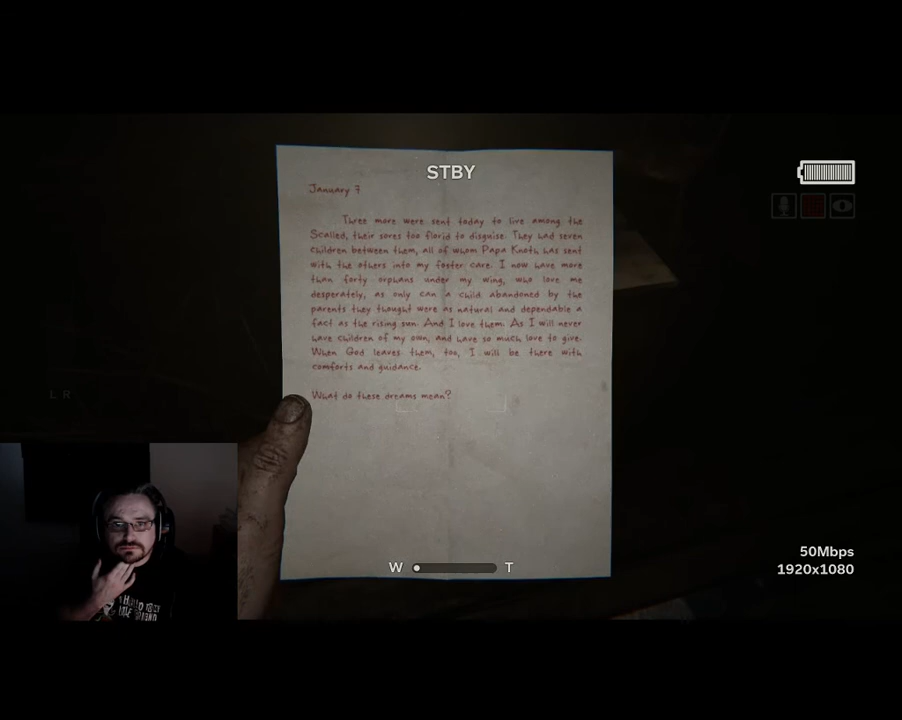 STBY
January 7
Three more were sent today to live among the
Scalled, their sores too florid to disguise. They had seven
children between them, all of whom Papa Knoth has sent
with the others into my foster care. I now have more
than forty orphans under my wing, who love me
desperately, as only can a child abandoned by the
parents they thought were as natural and dependable a
fact as the rising sun. And I love them. As I will never
have children of my own, and have so much love to give.
When God leaves them, too, I will be there with
comforts and guidance.
What do these dreams mean?
L R
W T
50Mbps
1920x1080